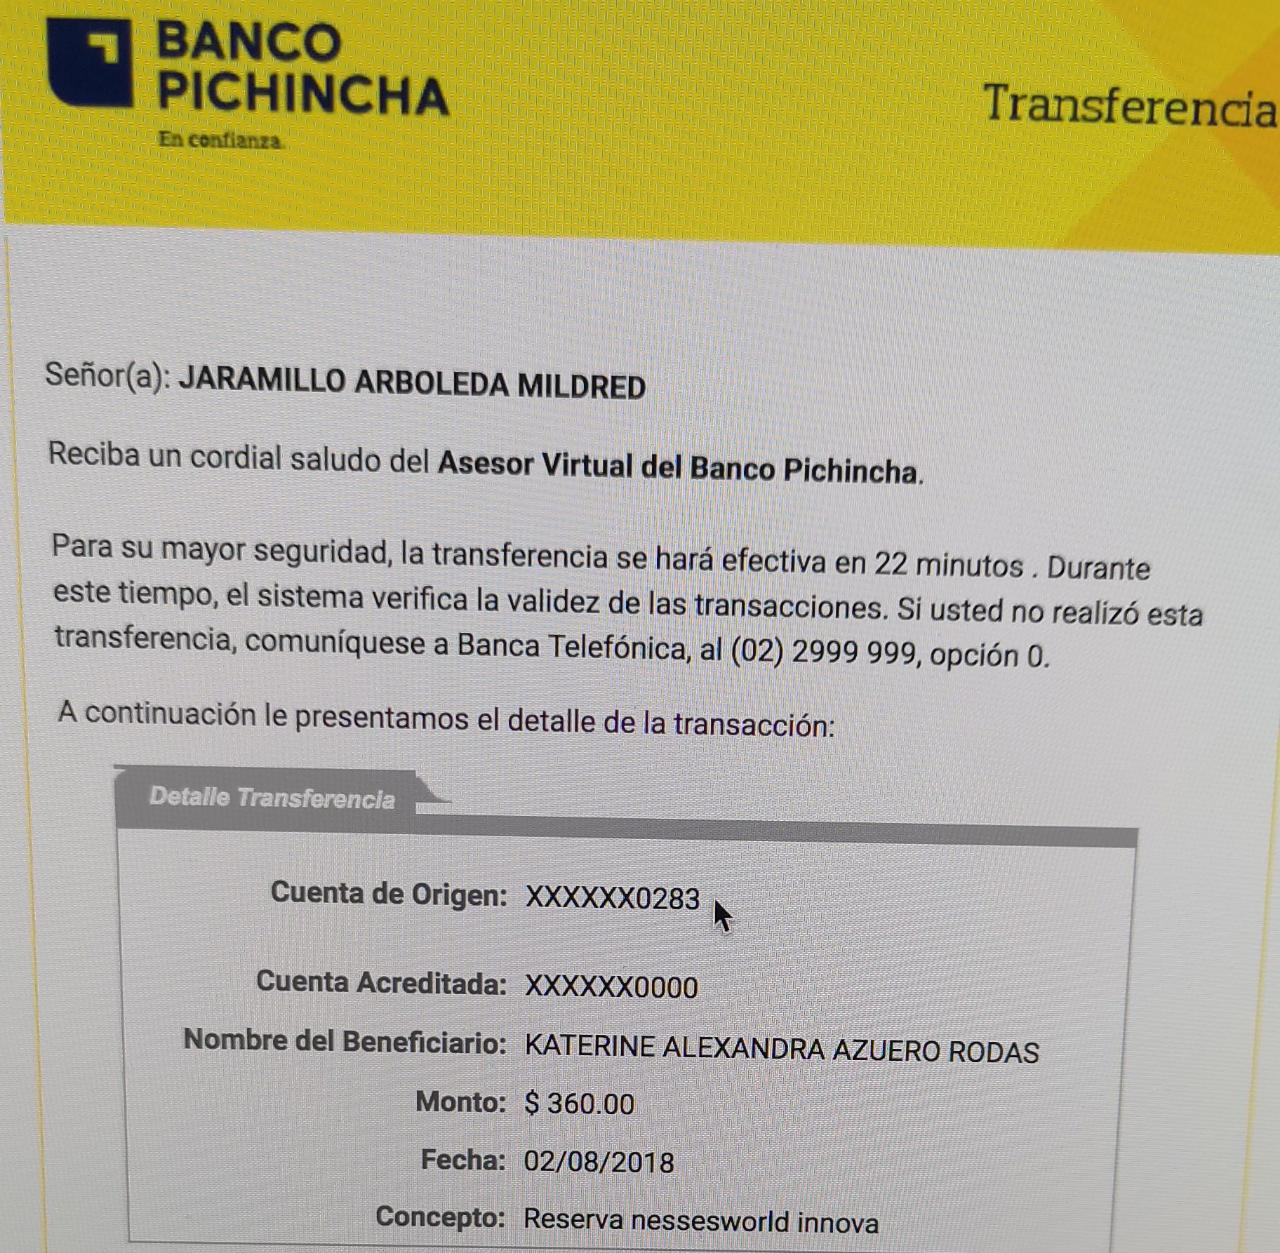 BANCO
PICHINCHA
En confianza.
Transferencia
Señor(a): JARAMILLO ARBOLEDA MILDRED
Reciba un cordial saludo del Asesor Virtual del Banco Pichincha.
Para su mayor seguridad, la transferencia se hará efectiva en 22 minutos . Durante
este tiempo, el sistema verifica la validez de las transacciones. Si usted no realizó esta
transferencia, comuníquese a Banca Telefónica, al (02) 2999 999, opción 0.
A continuación le presentamos el detalle de la transacción:
Detalle Transferencia
Cuenta de Origen: XXXXXX0283
Cuenta Acreditada: XXXXXX0000
Nombre del Beneficiario: KATERINE ALEXANDRA AZUERO RODAS
Monto: $ 360.00
Fecha: 02/08/2018
Concepto: Reserva nessesworld innova